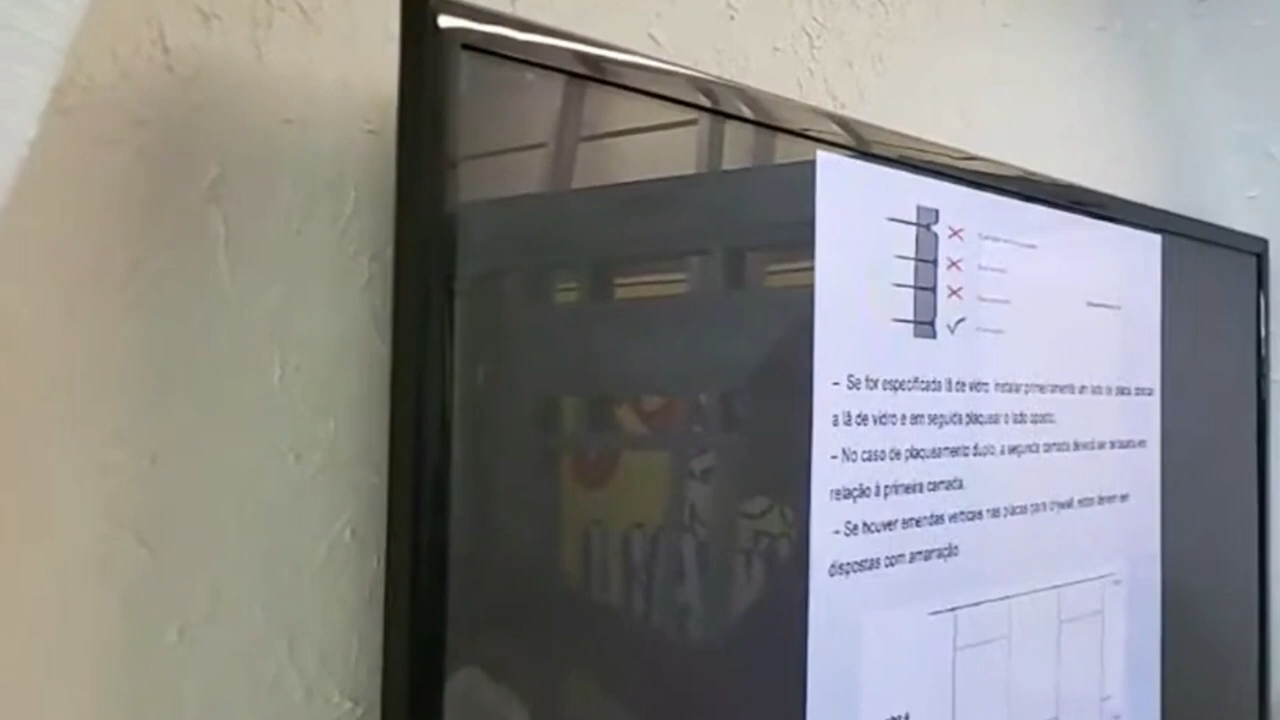 – Se for especificada lã de vidro, instalar primeiramente um lado de placa, colocar
a lã de vidro e em seguida plaquear o lado oposto.
– No caso de plaqueamento duplo, a segunda camada deverá ser defasada em
relação à primeira camada.
– Se houver emendas verticais nas placas para drywall, estas devem ser
dispostas com amarração